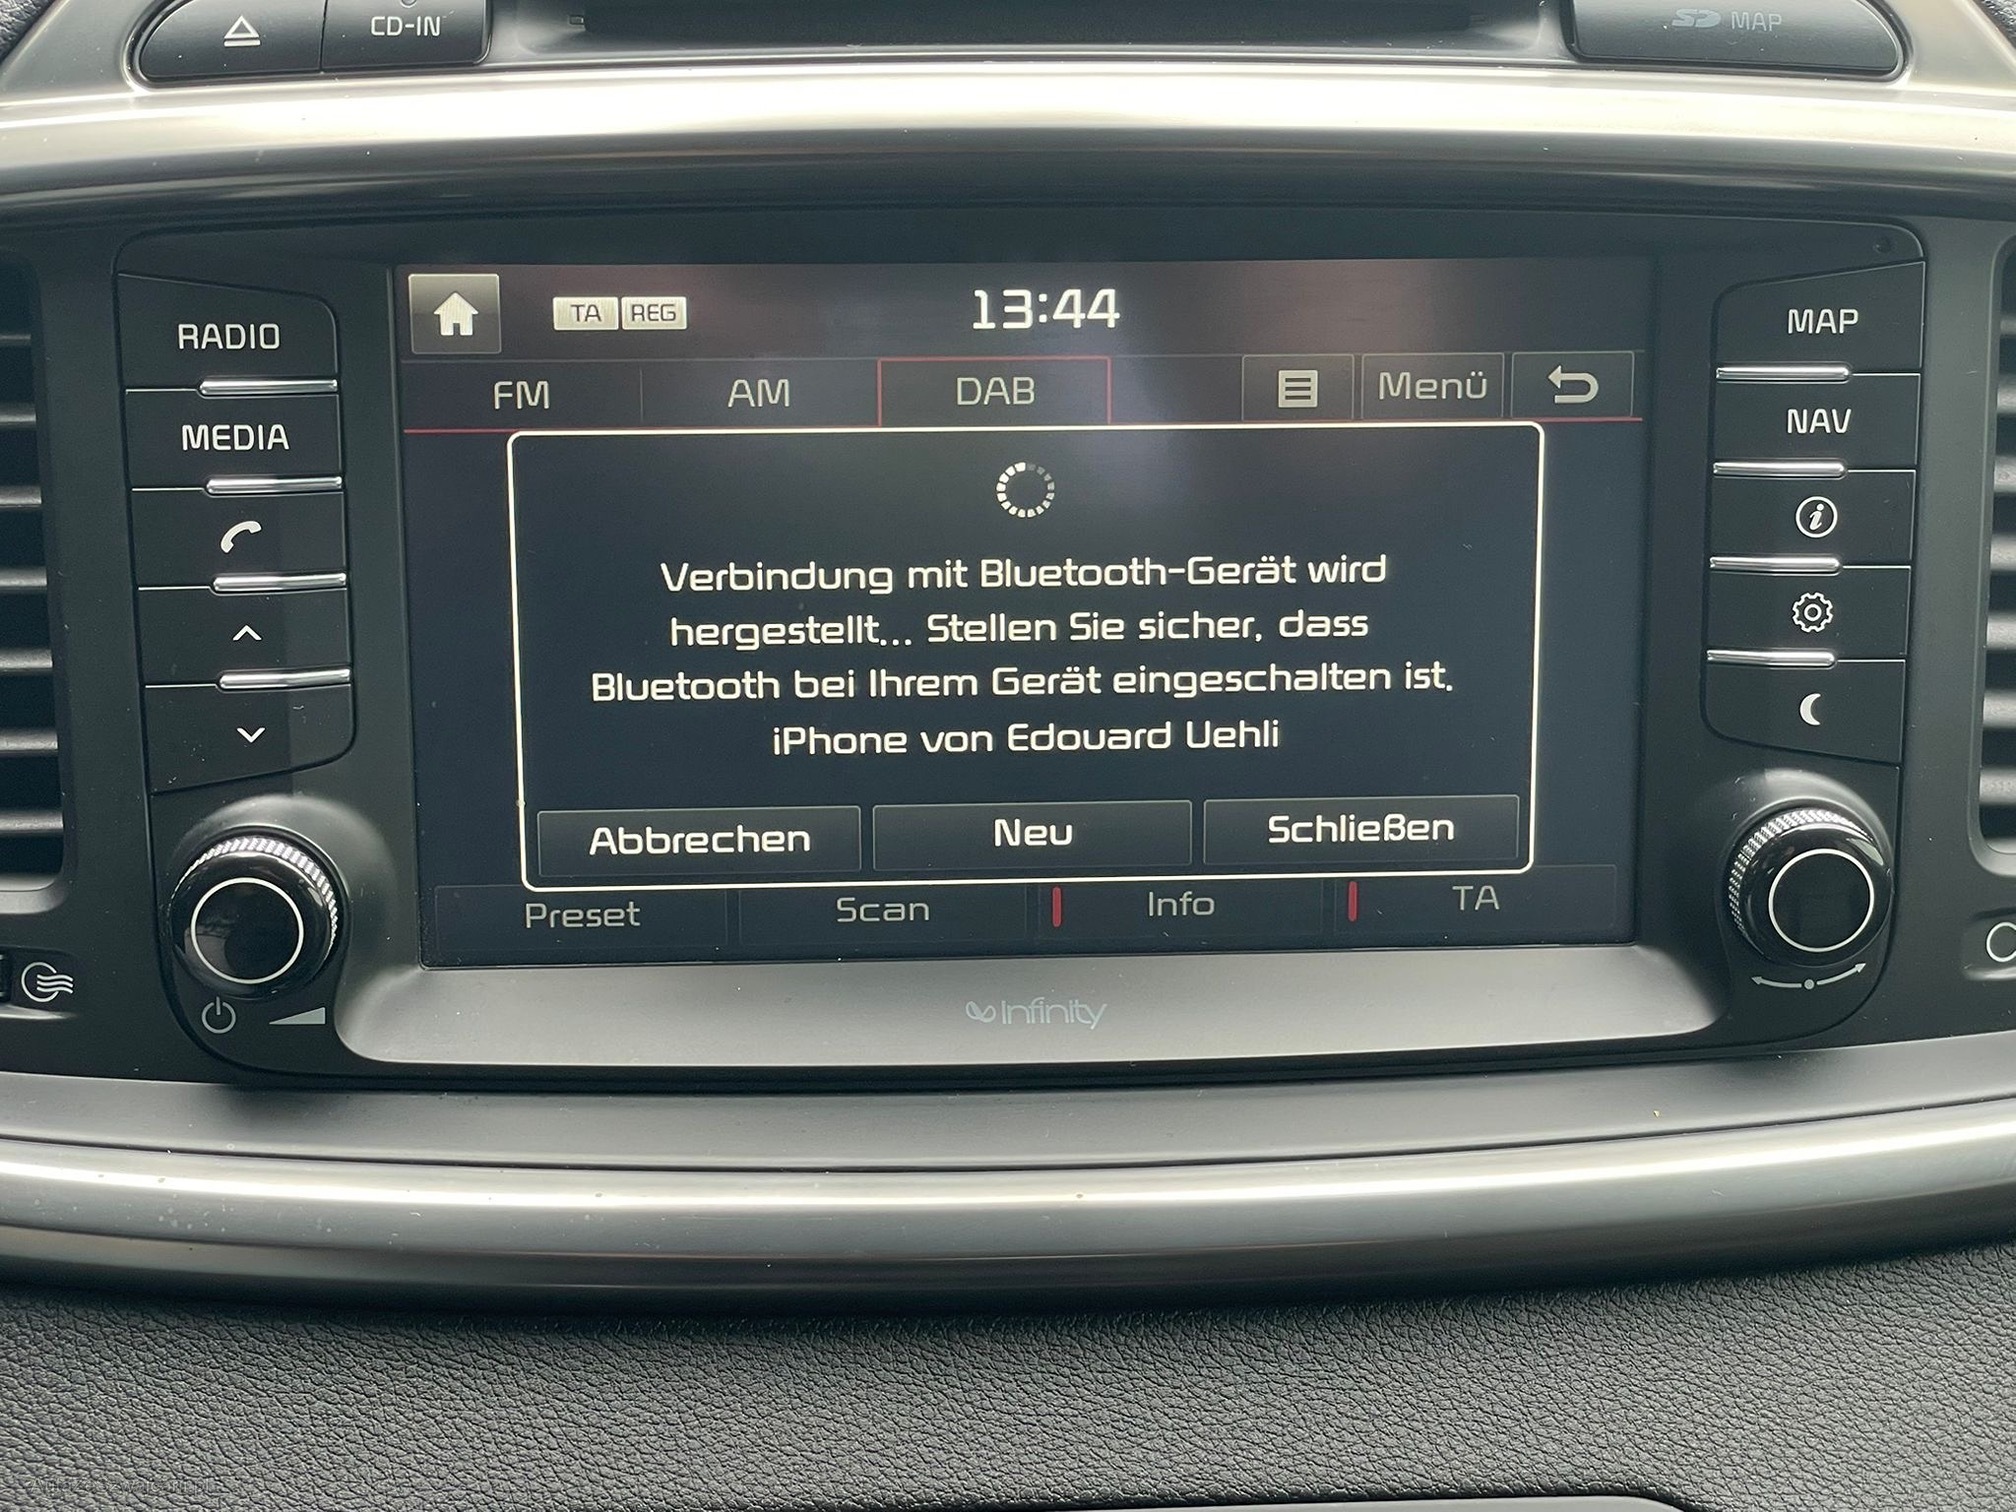 CD-IN
SD MAP
RADIO
MEDIA
TA REG
13:44
FM AM DAB Menü
Verbindung mit Bluetooth-Gerät wird
hergestellt... Stellen Sie sicher, dass
Bluetooth bei Ihrem Gerät eingeschalten ist.
iPhone von Edouard Uehli
Abbrechen Neu Schließen
Preset Scan Info TA
MAP
NAV
Infinity